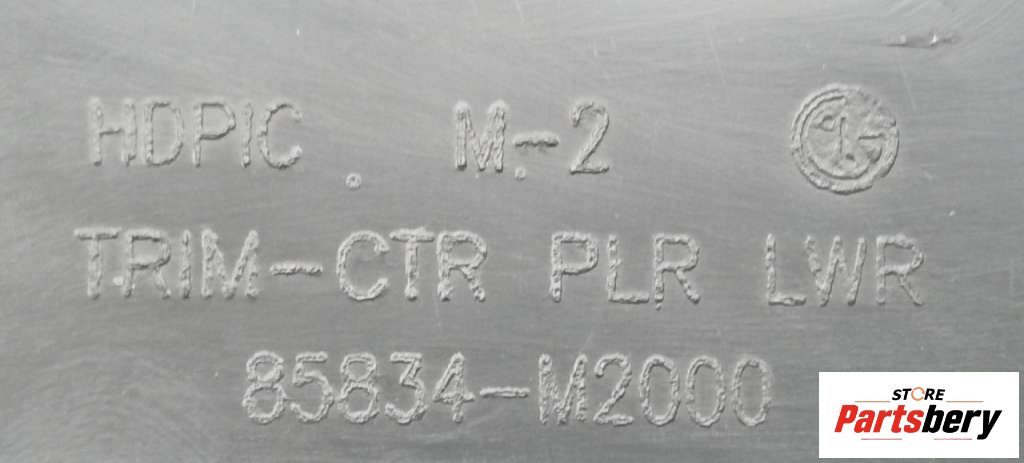 HDPIC M-2
TRIM-CTR PLR LWR
85834-M2000
STORE
Partsbery